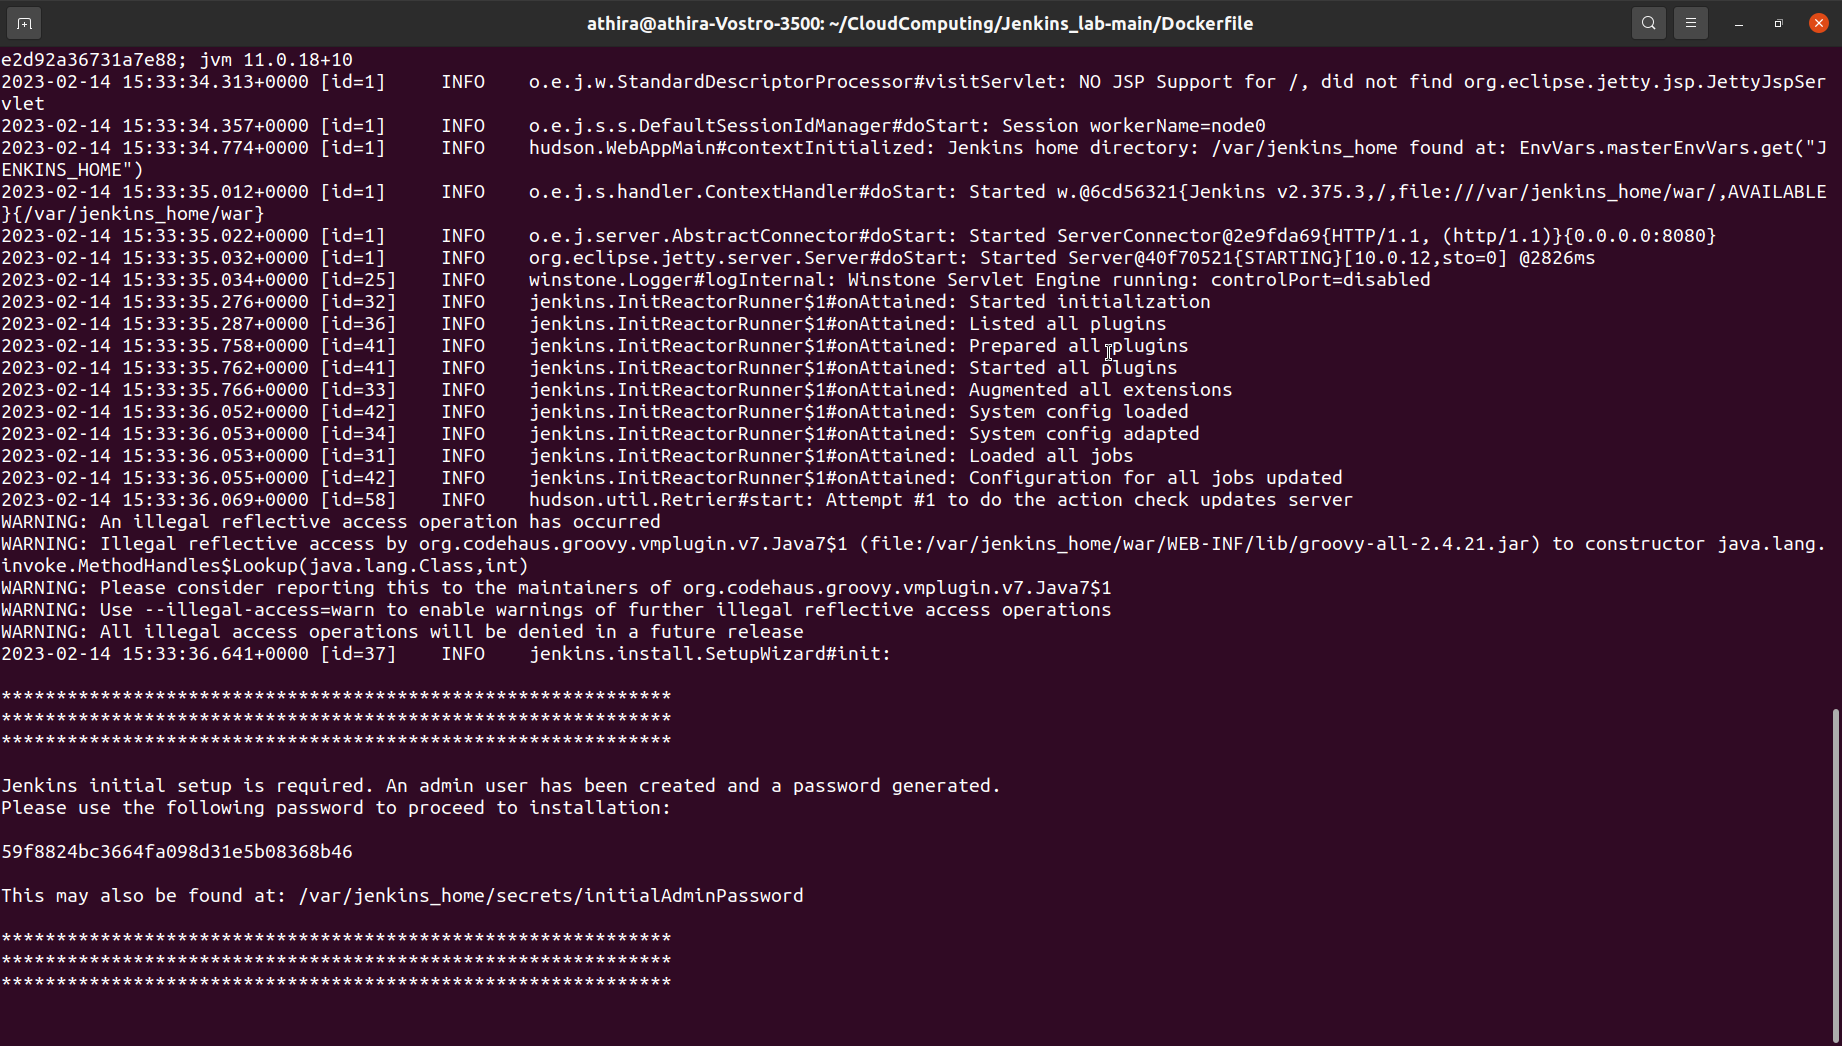 athira@athira-Vostro-3500: ~/CloudComputing/Jenkins_lab-main/Dockerfile
e2d92a36731a7e88; jvm 11.0.18+10
2023-02-14 15:33:34.313+0000 [id=1]     INFO    o.e.j.w.StandardDescriptorProcessor#visitServlet: NO JSP Support for /, did not find org.eclipse.jetty.jsp.JettyJspSer
vlet
2023-02-14 15:33:34.357+0000 [id=1]     INFO    o.e.j.s.s.DefaultSessionIdManager#doStart: Session workerName=node0
2023-02-14 15:33:34.774+0000 [id=1]     INFO    hudson.WebAppMain#contextInitialized: Jenkins home directory: /var/jenkins_home found at: EnvVars.masterEnvVars.get("J
ENKINS_HOME")
2023-02-14 15:33:35.012+0000 [id=1]     INFO    o.e.j.s.handler.ContextHandler#doStart: Started w.@6cd56321{Jenkins v2.375.3,/,file:///var/jenkins_home/war/,AVAILABLE
}{/var/jenkins_home/war}
2023-02-14 15:33:35.022+0000 [id=1]     INFO    o.e.j.server.AbstractConnector#doStart: Started ServerConnector@2e9fda69{HTTP/1.1, (http/1.1)}{0.0.0.0:8080}
2023-02-14 15:33:35.032+0000 [id=1]     INFO    org.eclipse.jetty.server.Server#doStart: Started Server@40f70521{STARTING}[10.0.12,sto=0] @2826ms
2023-02-14 15:33:35.034+0000 [id=25]    INFO    winstone.Logger#logInternal: Winstone Servlet Engine running: controlPort=disabled
2023-02-14 15:33:35.276+0000 [id=32]    INFO    jenkins.InitReactorRunner$1#onAttained: Started initialization
2023-02-14 15:33:35.287+0000 [id=36]    INFO    jenkins.InitReactorRunner$1#onAttained: Listed all plugins
2023-02-14 15:33:35.758+0000 [id=41]    INFO    jenkins.InitReactorRunner$1#onAttained: Prepared all plugins
2023-02-14 15:33:35.762+0000 [id=41]    INFO    jenkins.InitReactorRunner$1#onAttained: Started all plugins
2023-02-14 15:33:35.766+0000 [id=33]    INFO    jenkins.InitReactorRunner$1#onAttained: Augmented all extensions
2023-02-14 15:33:36.052+0000 [id=42]    INFO    jenkins.InitReactorRunner$1#onAttained: System config loaded
2023-02-14 15:33:36.053+0000 [id=34]    INFO    jenkins.InitReactorRunner$1#onAttained: System config adapted
2023-02-14 15:33:36.053+0000 [id=31]    INFO    jenkins.InitReactorRunner$1#onAttained: Loaded all jobs
2023-02-14 15:33:36.055+0000 [id=42]    INFO    jenkins.InitReactorRunner$1#onAttained: Configuration for all jobs updated
2023-02-14 15:33:36.069+0000 [id=58]    INFO    hudson.util.Retrier#start: Attempt #1 to do the action check updates server
WARNING: An illegal reflective access operation has occurred
WARNING: Illegal reflective access by org.codehaus.groovy.vmplugin.v7.Java7$1 (file:/var/jenkins_home/war/WEB-INF/lib/groovy-all-2.4.21.jar) to constructor java.lang.
invoke.MethodHandles$Lookup(java.lang.Class,int)
WARNING: Please consider reporting this to the maintainers of org.codehaus.groovy.vmplugin.v7.Java7$1
WARNING: Use --illegal-access=warn to enable warnings of further illegal reflective access operations
WARNING: All illegal access operations will be denied in a future release
2023-02-14 15:33:36.641+0000 [id=37]    INFO    jenkins.install.SetupWizard#init:
*************************************************************
*************************************************************
*************************************************************
Jenkins initial setup is required. An admin user has been created and a password generated.
Please use the following password to proceed to installation:
59f8824bc3664fa098d31e5b08368b46
This may also be found at: /var/jenkins_home/secrets/initialAdminPassword
*************************************************************
*************************************************************
*************************************************************